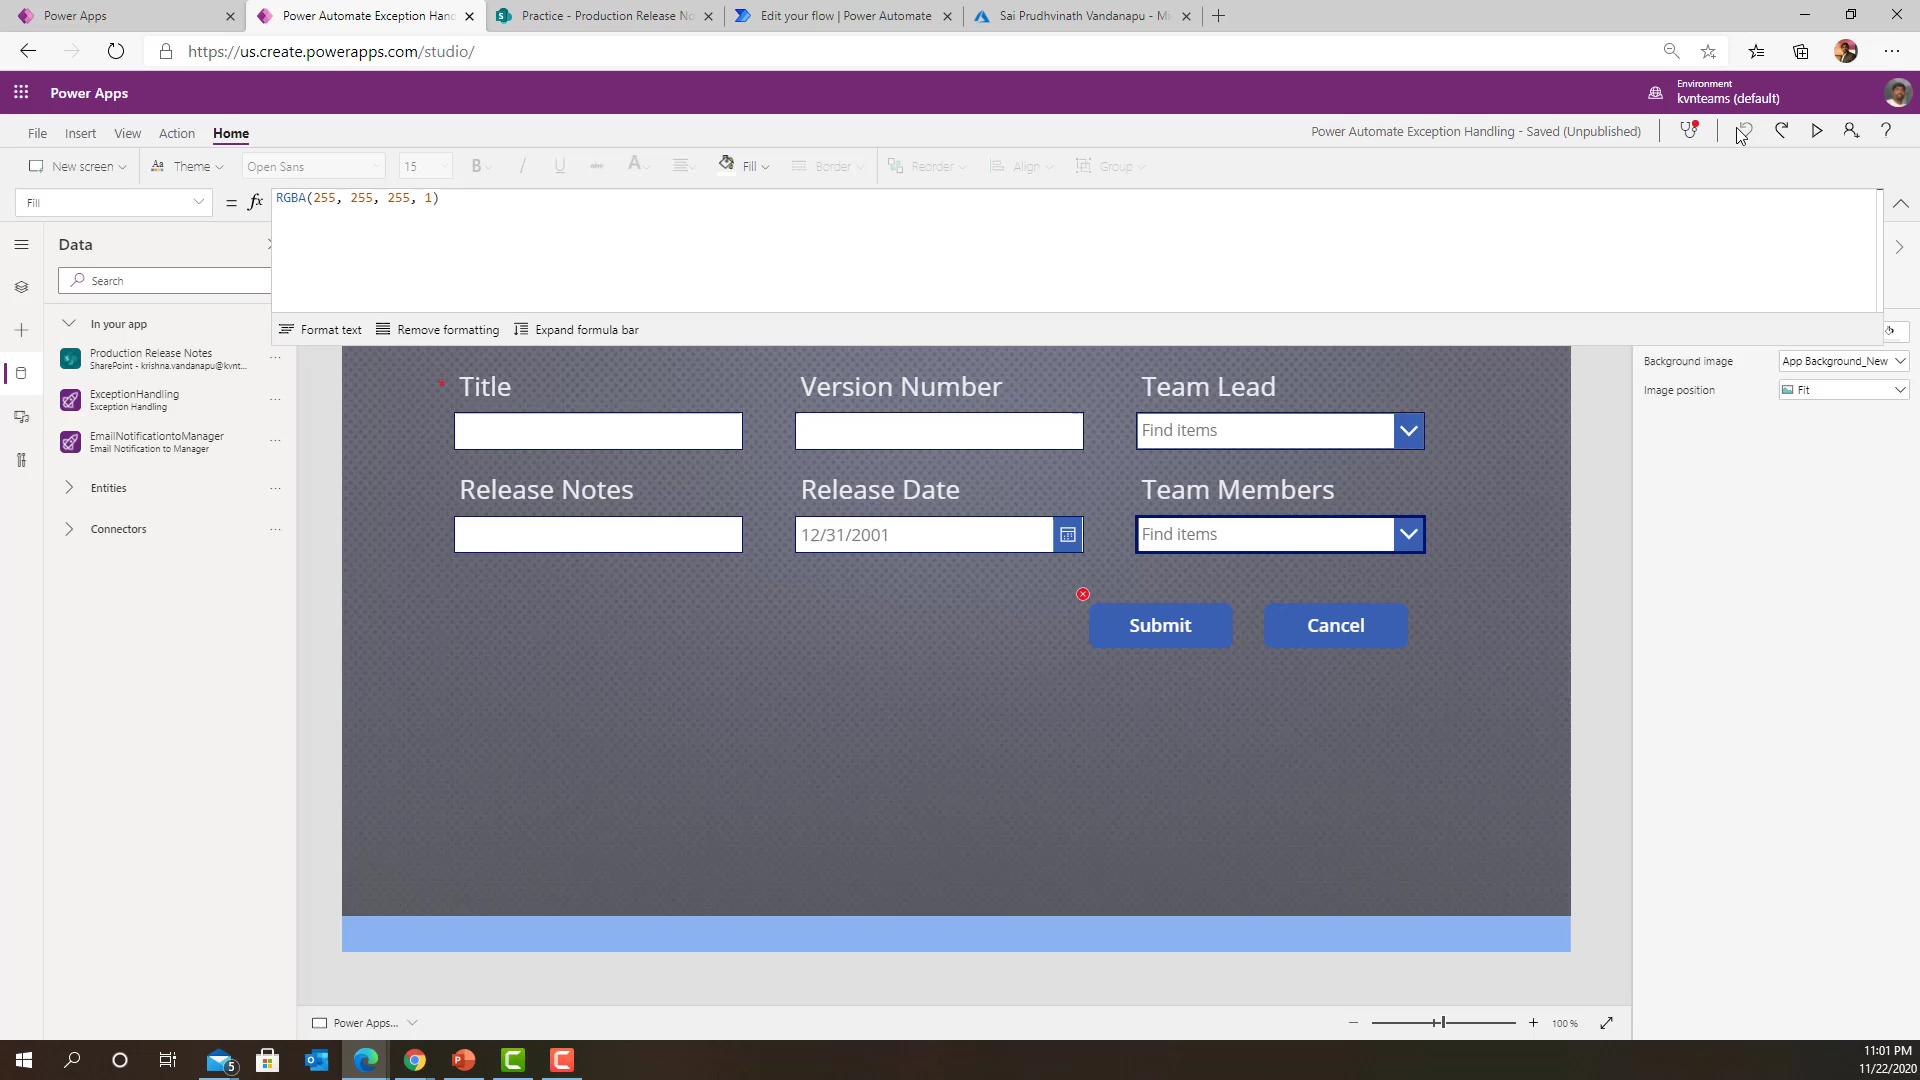 Power Apps
Power Automate Exception Hand
Practice - Production Release No
Edit your flow | Power Automate
Sai Prudhvinath Vandanapu - Mi
https://us.create.powerapps.com/studio/
Power Apps
Environment
kvnteams (default)
File Insert View Action Home
Power Automate Exception Handling - Saved (Unpublished)
New screen Theme Open Sans 15 B I U abc A Fill Border Reorder Align Group
Fill = fx RGBA(255, 255, 255, 1)
Data
Search
Format text Remove formatting Expand formula bar
In your app
Production Release Notes
SharePoint - krishna.vandanapu@kvnt...
ExceptionHandling
Exception Handling
EmailNotificationtoManager
Email Notification to Manager
Entities
Connectors
* Title Version Number Team Lead
Find items
Release Notes Release Date Team Members
12/31/2001 Find items
Submit Cancel
Background image App Background_New
Image position Fit
Power Apps...
100 %
5
11:01 PM
11/22/2020